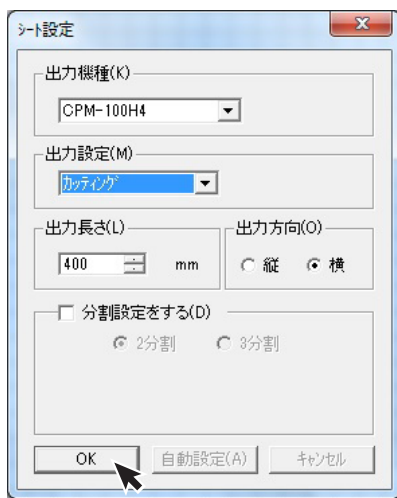 シート設定
出力機種(K)
CPM-100H4
出力設定(M)
カッティング
出力長さ(L)
出力方向(O)
400 mm
縦 横
分割設定をする(D)
2分割 3分割
OK 自動設定(A) キャンセル